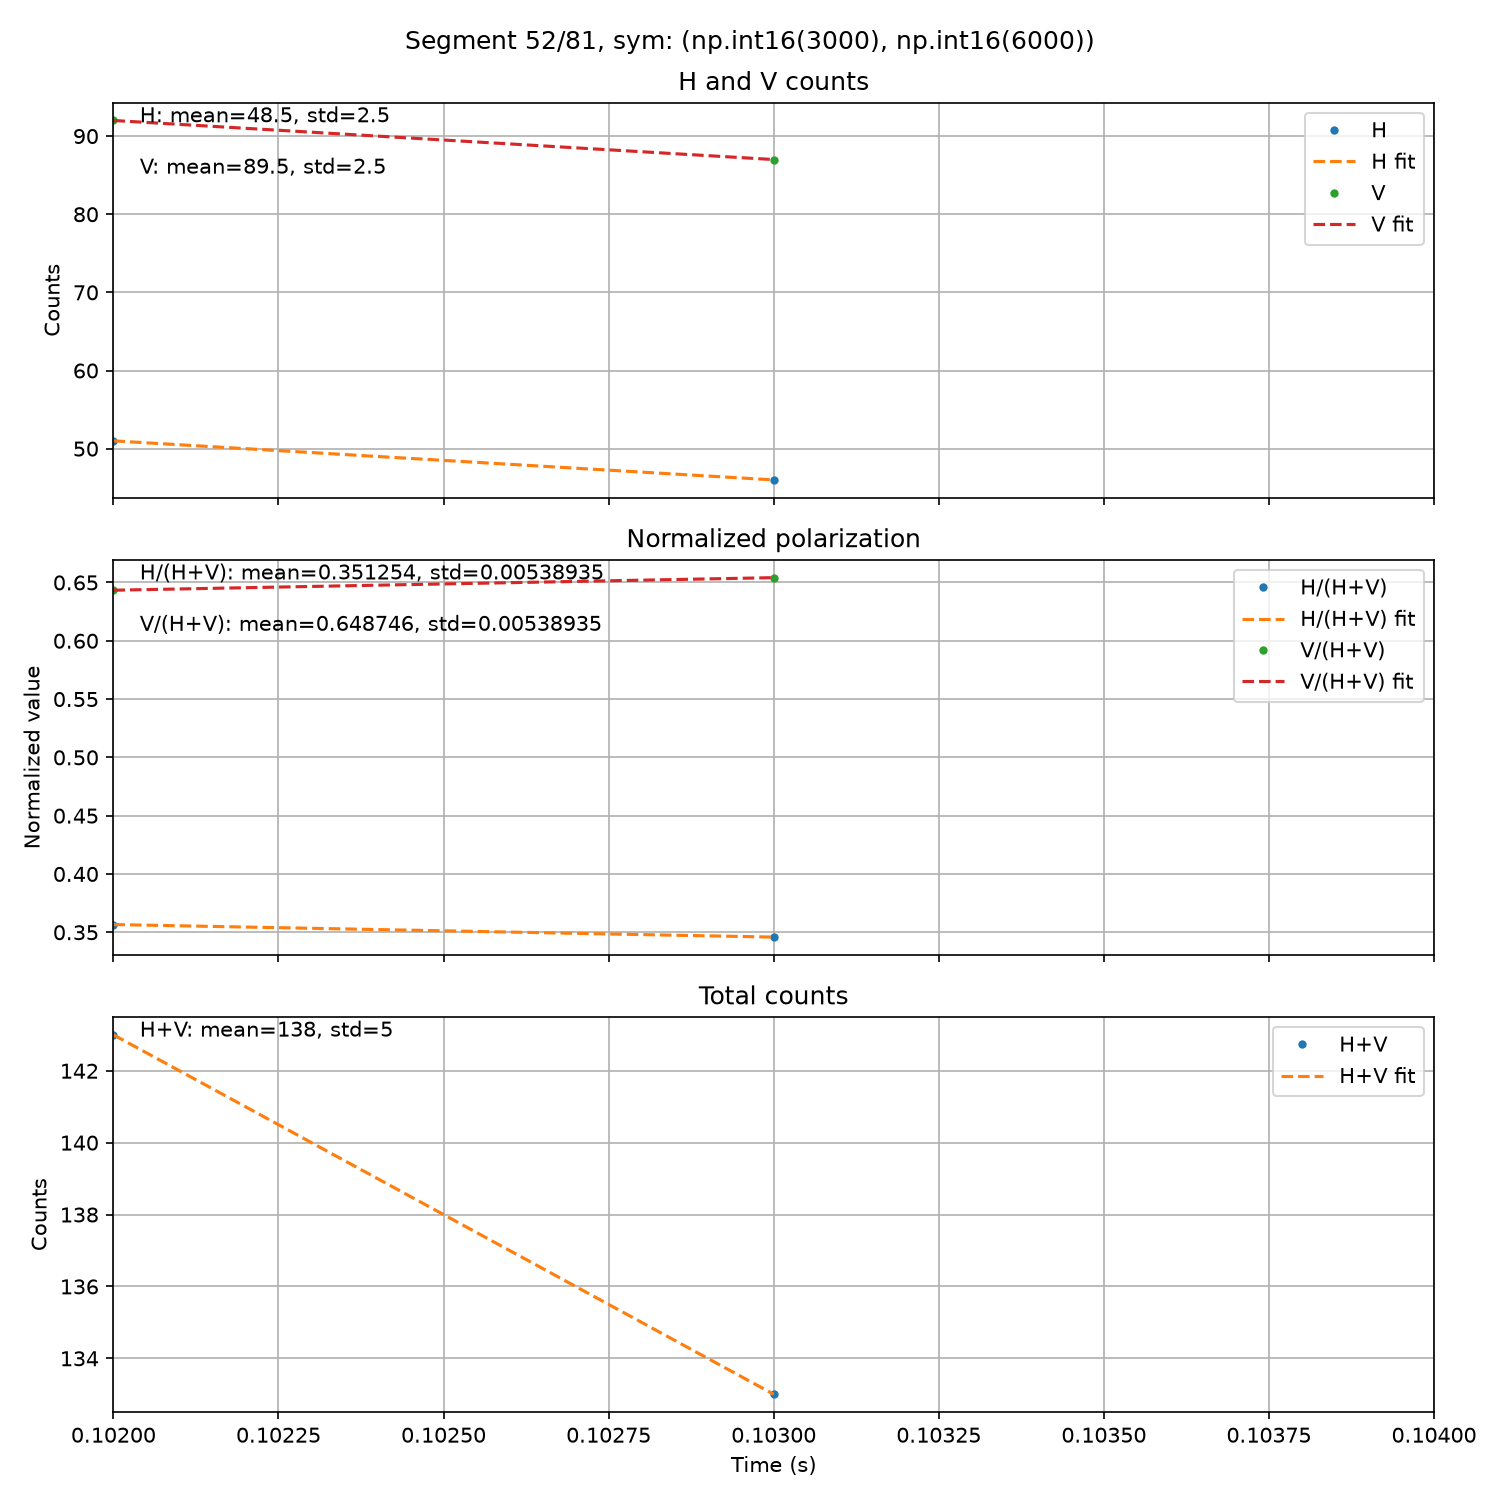 Segment 52/81, sym: (np.int16(3000), np.int16(6000))
H and V counts
H: mean=48.5, std=2.5
V: mean=89.5, std=2.5
H
H fit
V
V fit
90
80
70
60
50
Counts
Normalized polarization
H/(H+V): mean=0.351254, std=0.00538935
V/(H+V): mean=0.648746, std=0.00538935
H/(H+V)
H/(H+V) fit
V/(H+V)
V/(H+V) fit
0.65
0.60
0.55
0.50
0.45
0.40
0.35
Normalized value
Total counts
H+V: mean=138, std=5
H+V
H+V fit
142
140
138
136
134
Counts
0.10200 0.10225 0.10250 0.10275 0.10300 0.10325 0.10350 0.10375 0.10400
Time (s)